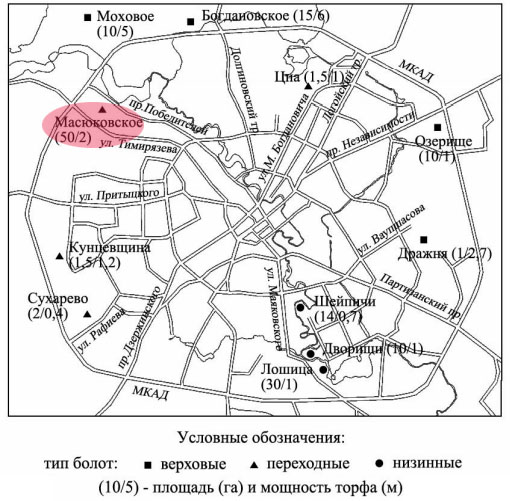 Моховое
(10/5)
Богдановское (15/6)
МКАД
Долгиновский тр.
Цна (1,5/1)
ул. М. Богдановича
Логойский тр.
пр. Независимости
Озерище
(10/1)
пр. Победителей
Масюковское
(50/2)
ул. Тимирязева
ул. Притыцкого
ул. Ваупшасова
Дражня (1/2,7)
Кунцевщина
(1,5/1,2)
Сухарево
(2/0,4)
ул. Рафиева
пр. Дзержинского
ул. Маяковского
Партизанский пр.
Шейпичи
(14/0,7)
Дворищи (10/1)
Лошица
(30/1)
МКАД
Условные обозначения:
тип болот: верховые переходные низинные
(10/5) - площадь (га) и мощность торфа (м)